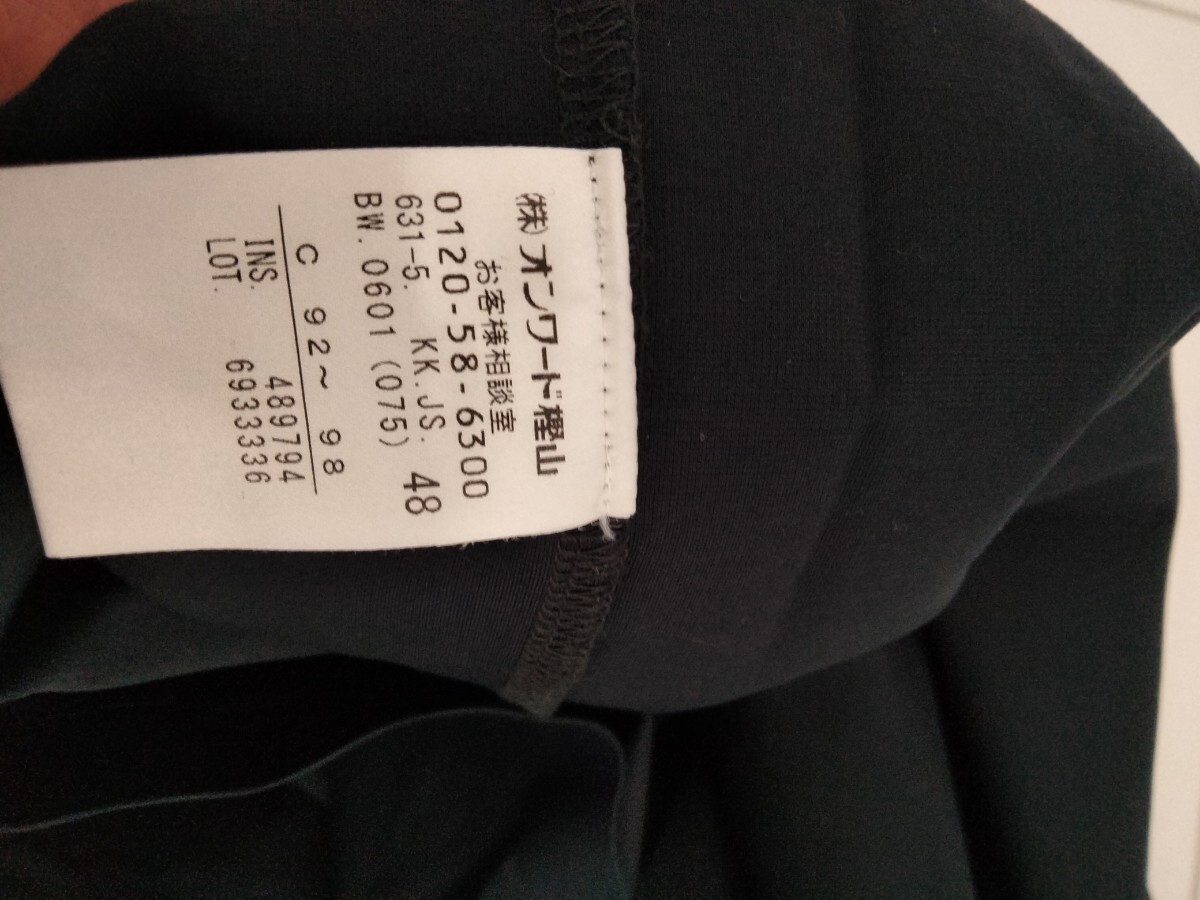 ㈱オンワード樫山
お客様相談室
0120-58-6300
631-5. KK.JS. 48
BW.0601(075)
C 92～ 98
INS. 489794
LOT. 6933336